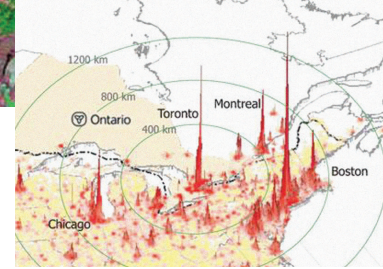 1200 km
800 km
Ontario
Toronto
Montreal
400 km
Boston
Chicago